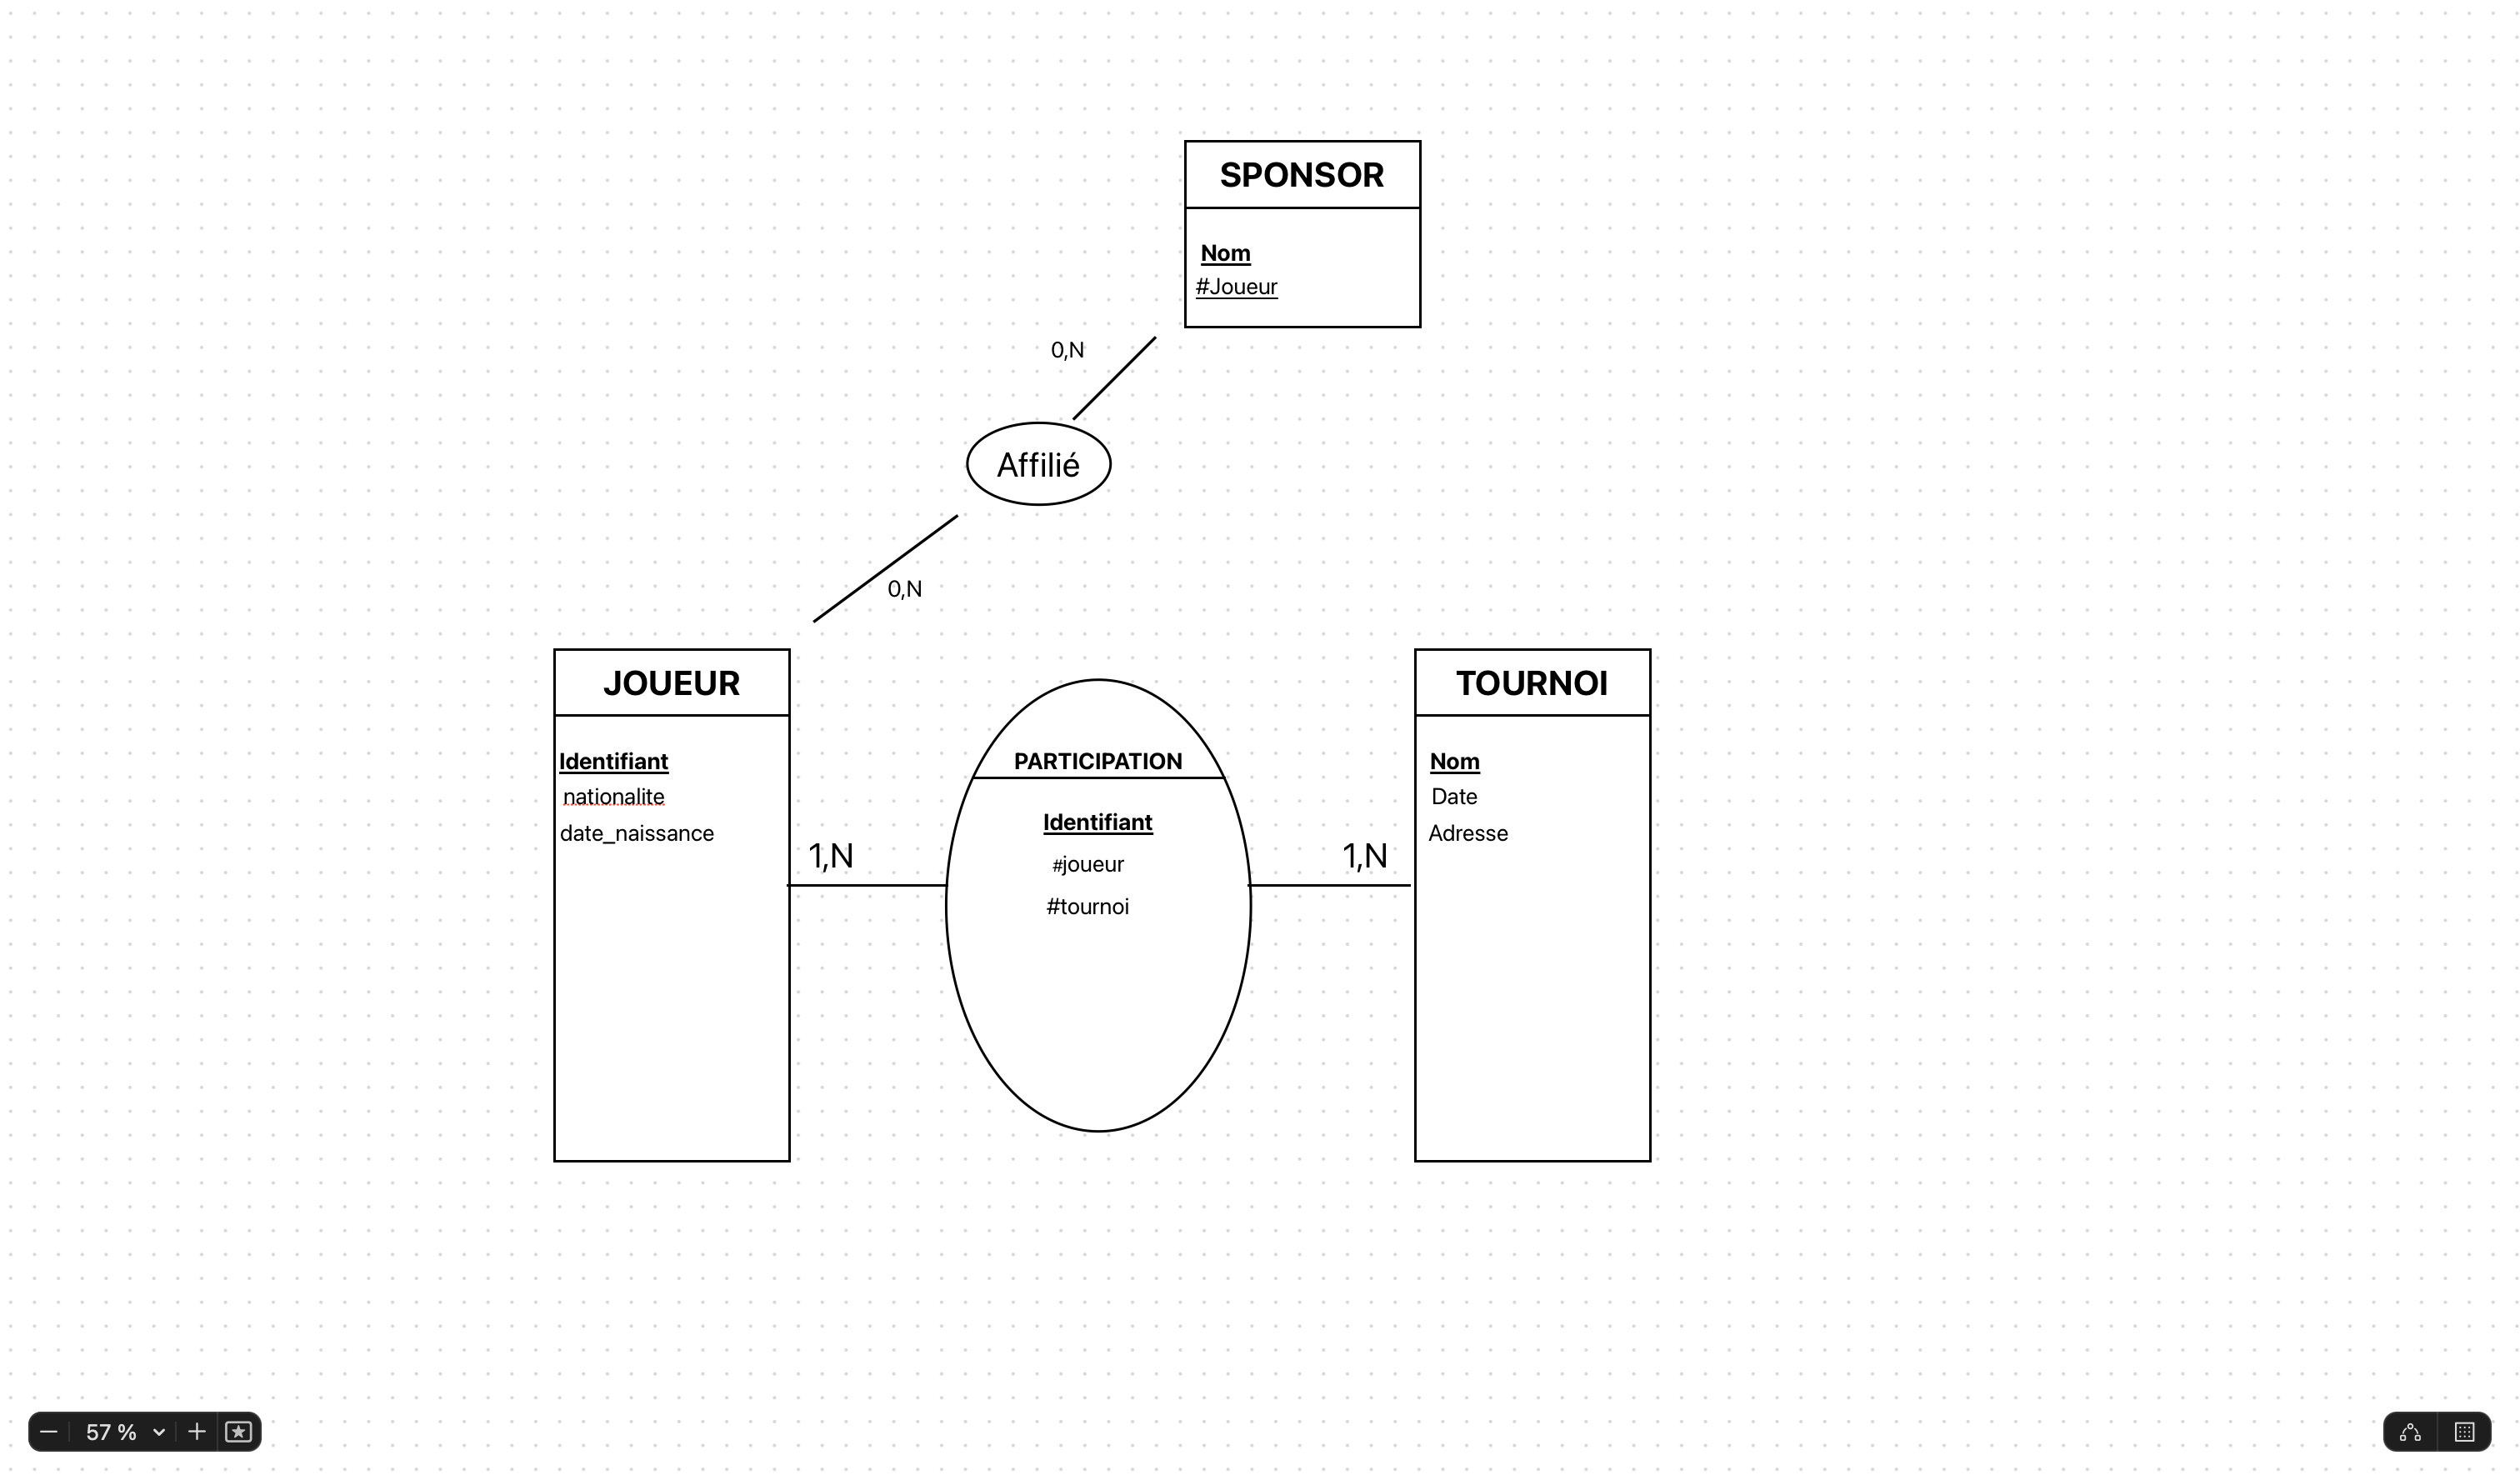 SPONSOR
Nom
#Joueur
0,N
Affilié
0,N
JOUEUR
Identifiant
nationalite
date_naissance
1,N
PARTICIPATION
Identifiant
#joueur
#tournoi
1,N
TOURNOI
Nom
Date
Adresse
57 %